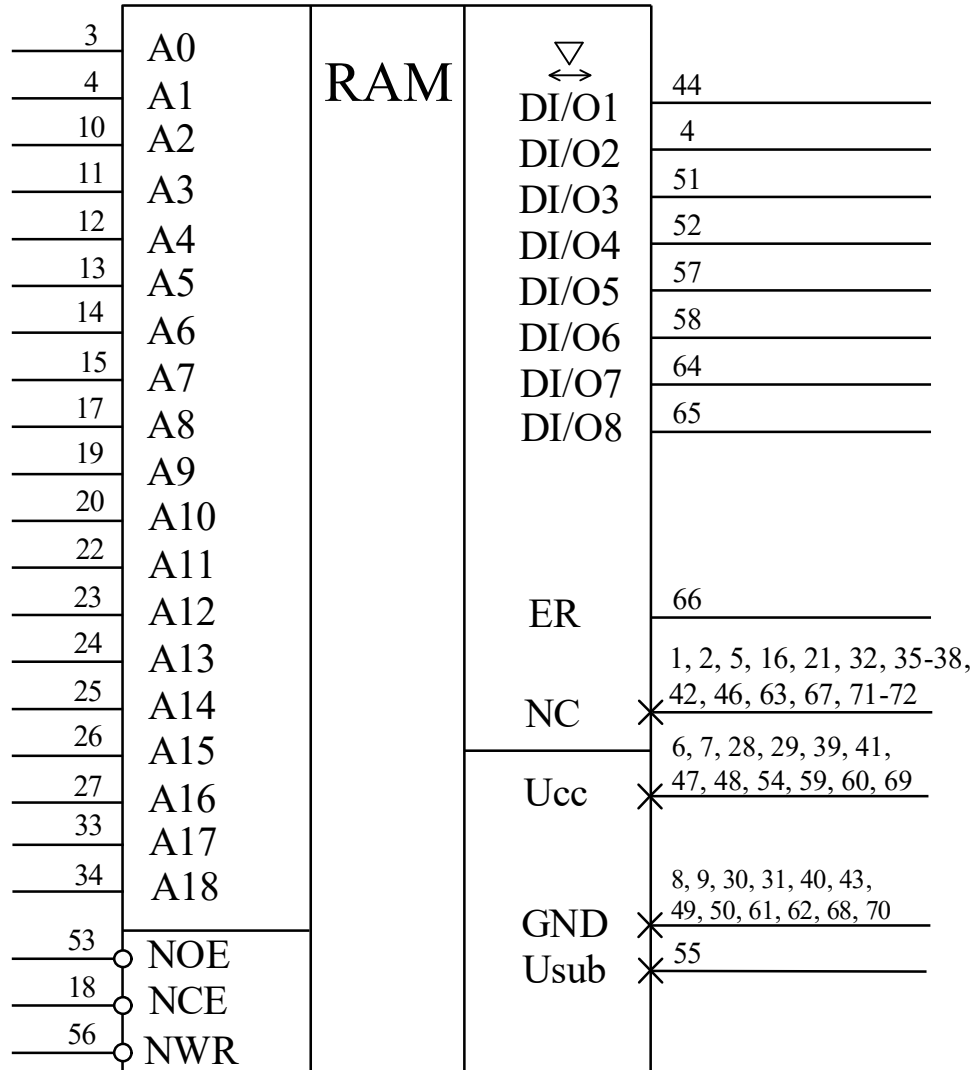 3 A0
4 A1
10 A2
11 A3
12 A4
13 A5
14 A6
15 A7
17 A8
19 A9
20 A10
22 A11
23 A12
24 A13
25 A14
26 A15
27 A16
33 A17
34 A18
53 NOE
18 NCE
56 NWR
RAM
DI/O1 44
DI/O2 4
DI/O3 51
DI/O4 52
DI/O5 57
DI/O6 58
DI/O7 64
DI/O8 65
ER 66
1, 2, 5, 16, 21, 32, 35-38,
NC 42, 46, 63, 67, 71-72
6, 7, 28, 29, 39, 41,
Ucc 47, 48, 54, 59, 60, 69
8, 9, 30, 31, 40, 43,
GND 49, 50, 61, 62, 68, 70
Usub 55